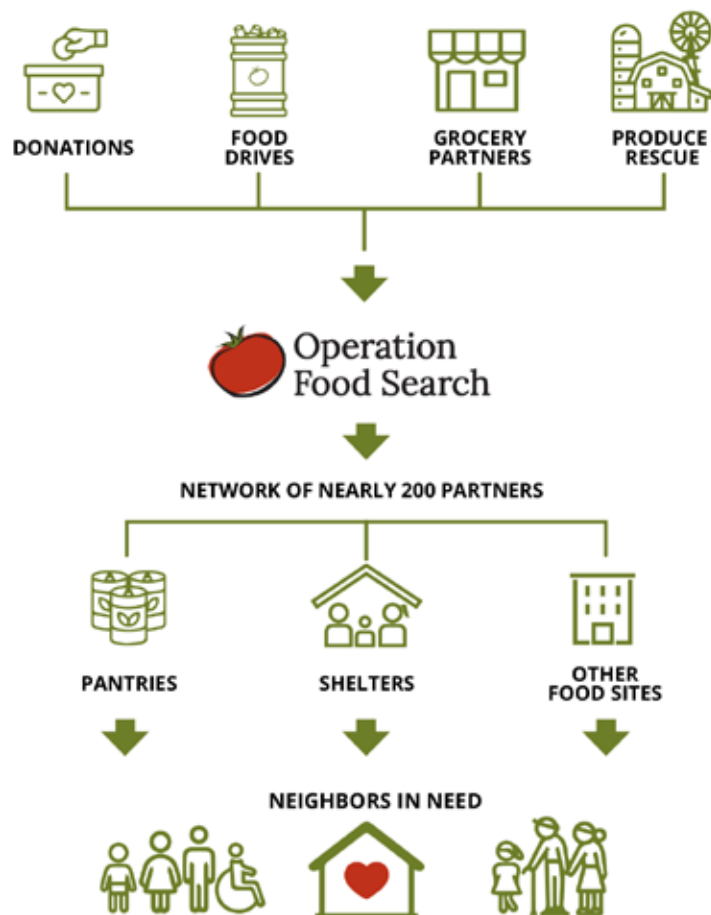 DONATIONS
FOOD
DRIVES
GROCERY
PARTNERS
PRODUCE
RESCUE
Operation
Food Search
NETWORK OF NEARLY 200 PARTNERS
PANTRIES
SHELTERS
OTHER
FOOD SITES
NEIGHBORS IN NEED